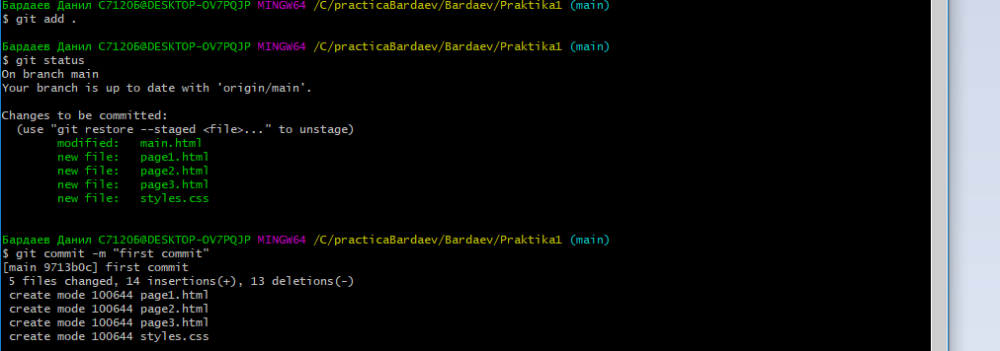 Бардаев Данил С7120Б@DESKTOP-OV7PQJP MINGW64 /C/practicaBardaev/Bardaev/Praktika1 (main)
$ git add .
Бардаев Данил С7120Б@DESKTOP-OV7PQJP MINGW64 /C/practicaBardaev/Bardaev/Praktika1 (main)
$ git status
On branch main
Your branch is up to date with 'origin/main'.
Changes to be committed:
(use "git restore --staged <file>..." to unstage)
modified: main.html
new file: page1.html
new file: page2.html
new file: page3.html
new file: styles.css
Бардаев Данил С7120Б@DESKTOP-OV7PQJP MINGW64 /C/practicaBardaev/Bardaev/Praktika1 (main)
$ git commit -m "first commit"
[main 9713b0c] first commit
5 files changed, 14 insertions(+), 13 deletions(-)
create mode 100644 page1.html
create mode 100644 page2.html
create mode 100644 page3.html
create mode 100644 styles.css